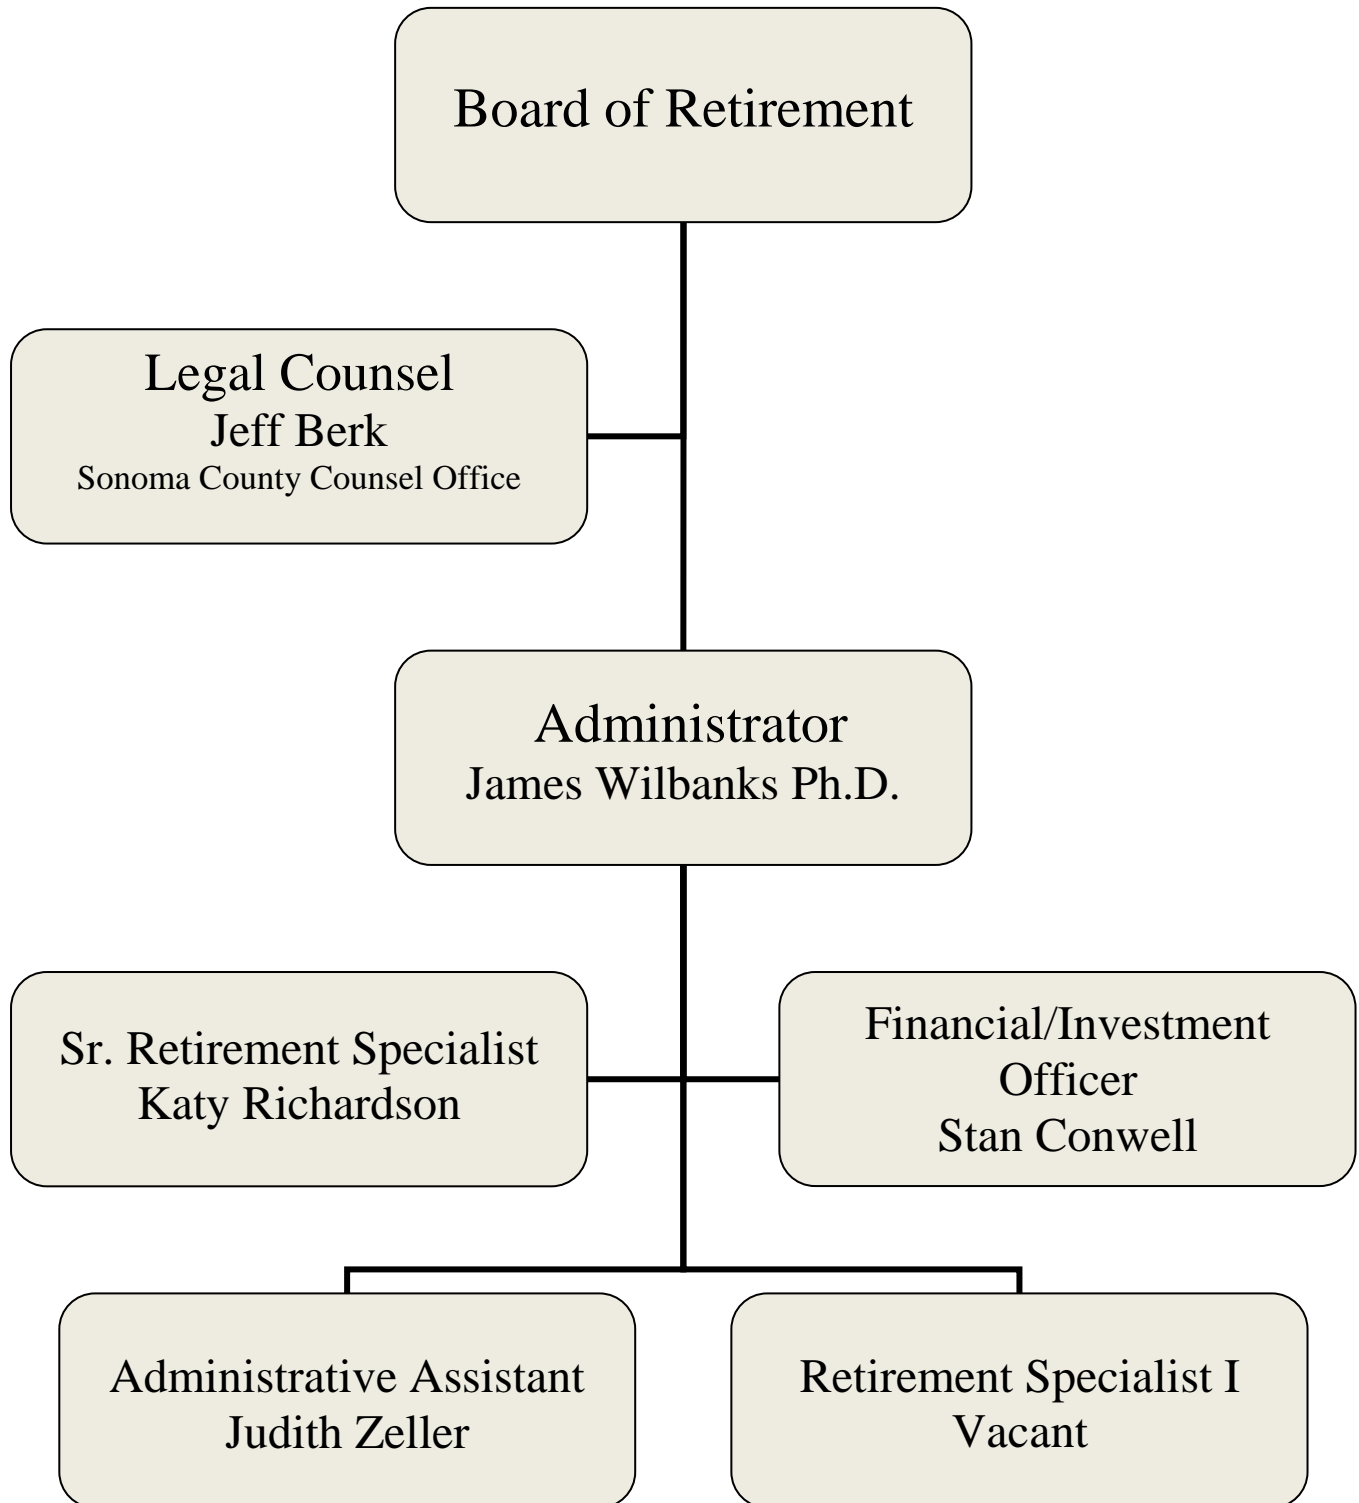 Board of Retirement
Legal Counsel
Jeff Berk
Sonoma County Counsel Office
Administrator
James Wilbanks Ph.D.
Sr. Retirement Specialist
Katy Richardson
Financial/Investment
Officer
Stan Conwell
Administrative Assistant
Judith Zeller
Retirement Specialist I
Vacant